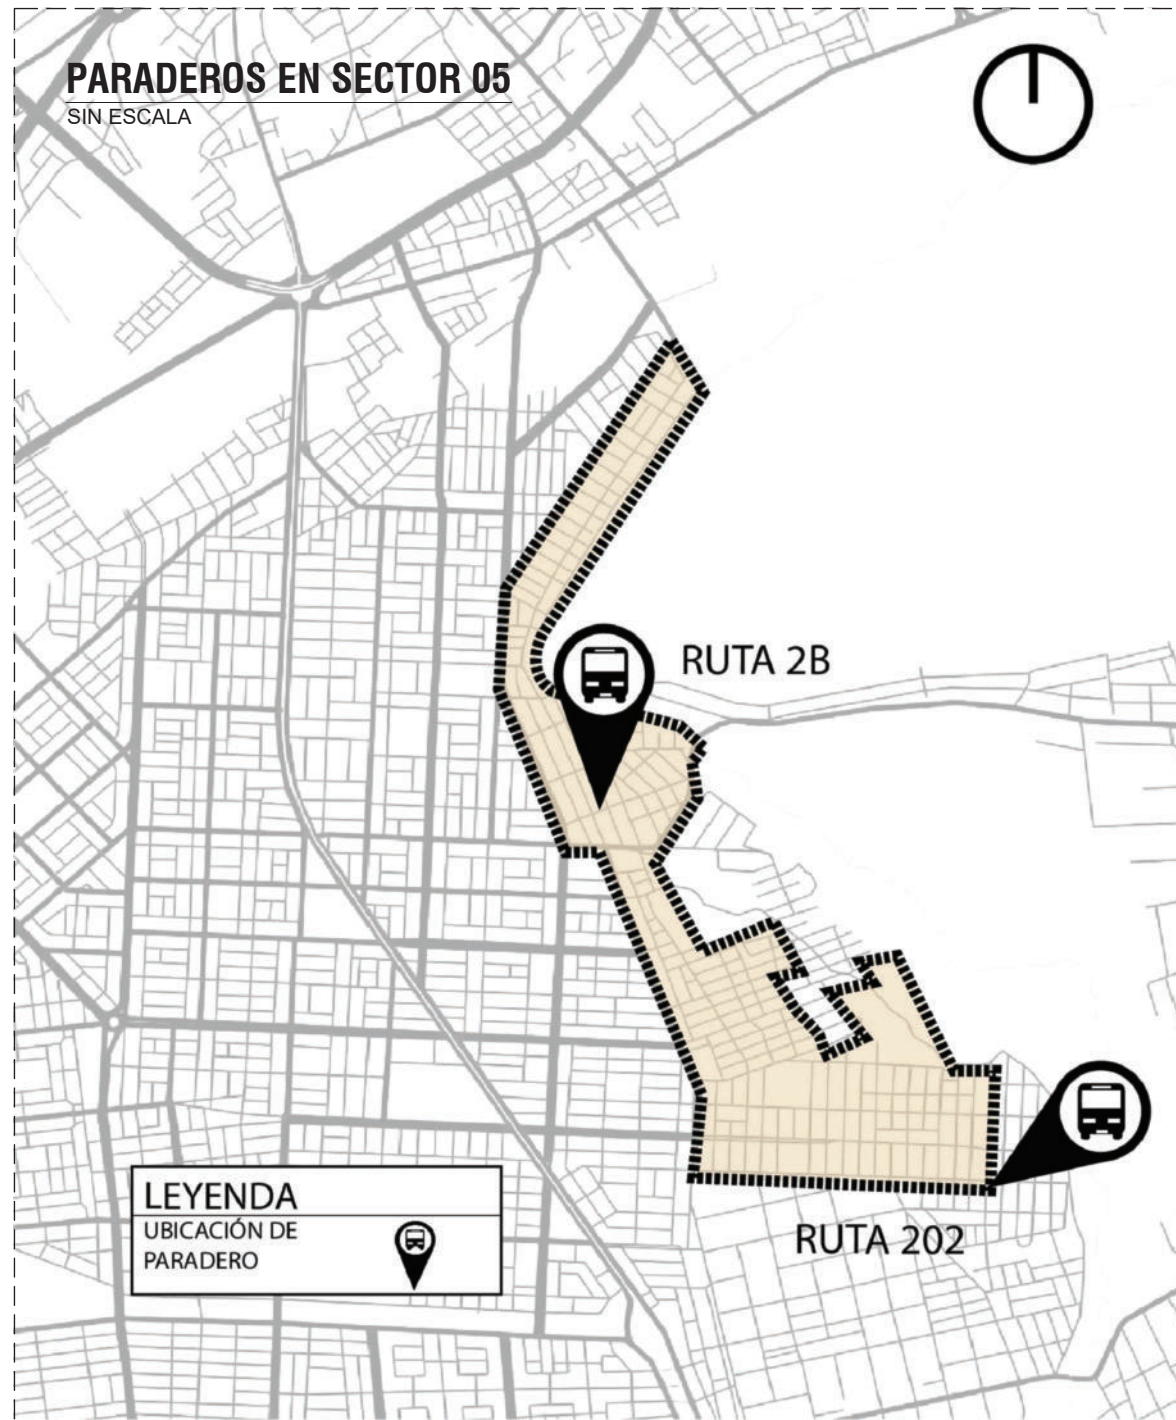 PARADEROS EN SECTOR 05
SIN ESCALA
RUTA 2B
RUTA 202
LEYENDA
UBICACIÓN DE
PARADERO